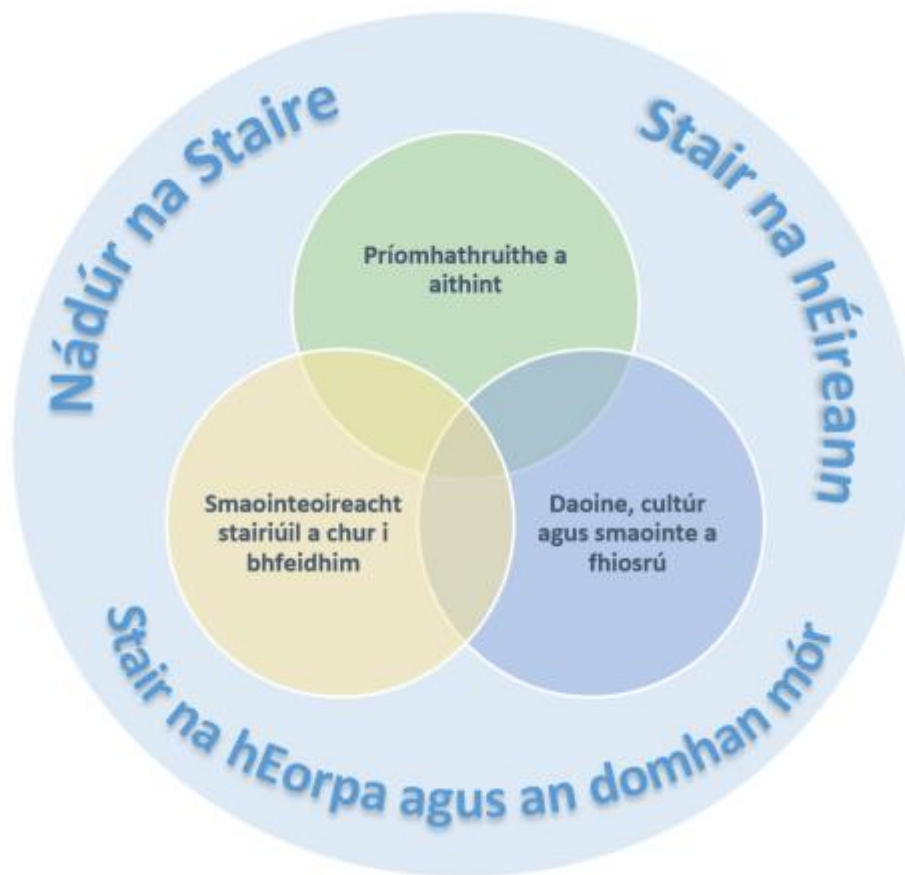 Nádúr na Staire
Stair na hÉireann
Príomhathruithe a
aithint
Smaointeoireacht
stairiúil a chur i
bhfeidhim
Daoine, cultúr
agus smaointe a
fhiosrú
Stair na hEorpa agus an domhan mór